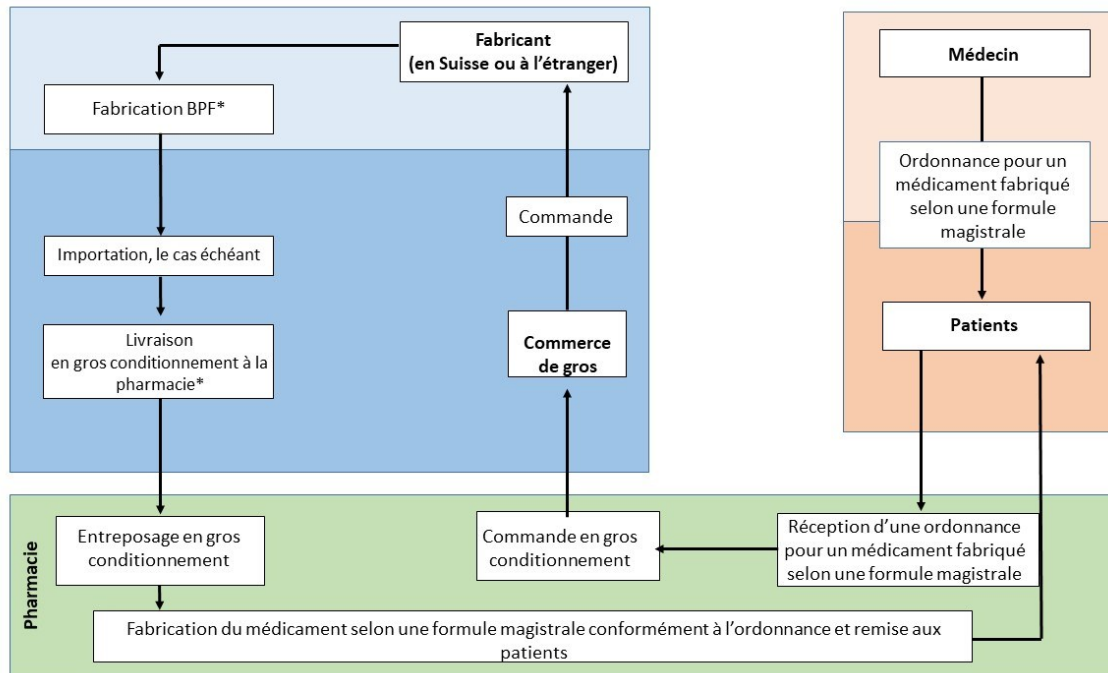 Fabricant
(en Suisse ou à l'étranger)
Fabrication BPF*
Importation, le cas échéant
Livraison
en gros conditionnement à la
pharmacie*
Commande
Commerce
de gros
Médecin
Ordonnance pour un
médicament fabriqué
selon une formule
magistrale
Patients
Pharmacie
Entreposage en gros
conditionnement
Commande en gros
conditionnement
Réception d'une ordonnance
pour un médicament fabriqué
selon une formule magistrale
Fabrication du médicament selon une formule magistrale conformément à l'ordonnance et remise aux
patients